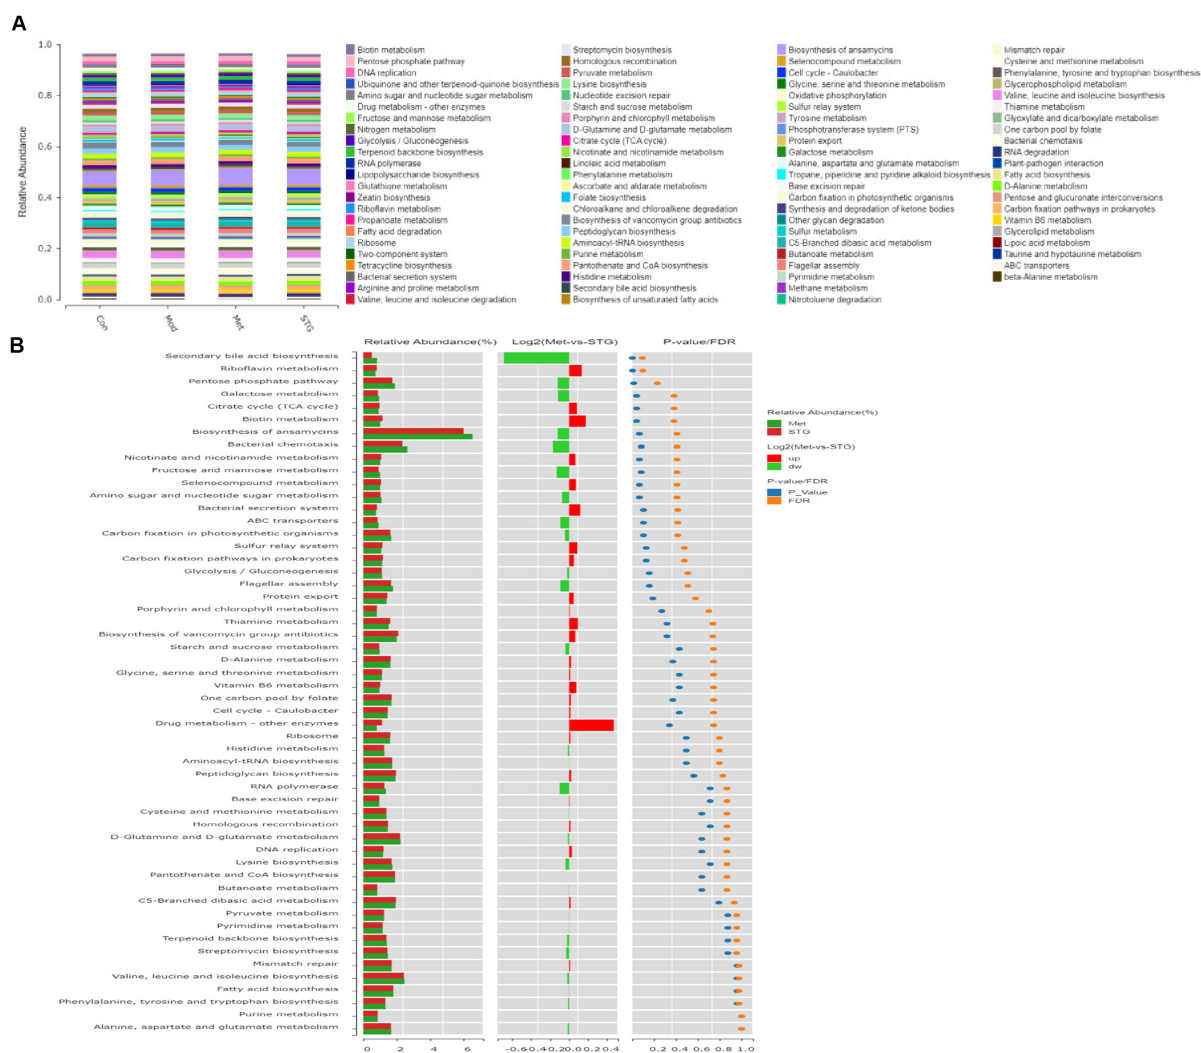 A
1.0
0.8
0.6
0.4
0.2
0.0
Relative Abundance
Con
Mod
Met
STG
Biotin metabolism
Pentose phosphate pathway
DNA replication
Ubiquinone and other terpenoid-quinone biosynthesis
Amino sugar and nucleotide sugar metabolism
Drug metabolism - other enzymes
Fructose and mannose metabolism
Nitrogen metabolism
Glycolysis / Gluconeogenesis
Terpenoid backbone biosynthesis
RNA polymerase
Lipopolysaccharide biosynthesis
Glutathione metabolism
Zeatin biosynthesis
Riboflavin metabolism
Propanoate metabolism
Fatty acid degradation
Ribosome
Two-component system
Tetracycline biosynthesis
Bacterial secretion system
Arginine and proline metabolism
Valine, leucine and isoleucine degradation
Streptomycin biosynthesis
Homologous recombination
Pyruvate metabolism
Lysine biosynthesis
Nucleotide excision repair
Starch and sucrose metabolism
Porphyrin and chlorophyll metabolism
D-Glutamine and D-glutamate metabolism
Citrate cycle (TCA cycle)
Nicotinate and nicotinamide metabolism
Linoleic acid metabolism
Phenylalanine metabolism
Ascorbate and aldarate metabolism
Folate biosynthesis
Chloroalkane and chloroalkene degradation
Biosynthesis of vancomycin group antibiotics
Peptidoglycan biosynthesis
Aminoacyl-tRNA biosynthesis
Purine metabolism
Pantothenate and CoA biosynthesis
Histidine metabolism
Secondary bile acid biosynthesis
Biosynthesis of unsaturated fatty acids
Biosynthesis of ansamycins
Selenocompound metabolism
Cell cycle - Caulobacter
Glycine, serine and threonine metabolism
Oxidative phosphorylation
Sulfur relay system
Tyrosine metabolism
Phosphotransferase system (PTS)
Protein export
Galactose metabolism
Alanine, aspartate and glutamate metabolism
Tropane, piperidine and pyridine alkaloid biosynthesis
Base excision repair
Carbon fixation in photosynthetic organisms
Synthesis and degradation of ketone bodies
Other glycan degradation
Sulfur metabolism
C5-Branched dibasic acid metabolism
Butanoate metabolism
Flagellar assembly
Pyrimidine metabolism
Methane metabolism
Nitrotoluene degradation
Mismatch repair
Cysteine and methionine metabolism
Phenylalanine, tyrosine and tryptophan biosynthesis
Glycerophospholipid metabolism
Valine, leucine and isoleucine biosynthesis
Thiamine metabolism
Glyoxylate and dicarboxylate metabolism
One carbon pool by folate
Bacterial chemotaxis
RNA degradation
Plant-pathogen interaction
Fatty acid biosynthesis
D-Alanine metabolism
Pentose and glucuronate interconversions
Carbon fixation pathways in prokaryotes
Vitamin B6 metabolism
Glycerolipid metabolism
Lipoic acid metabolism
Taurine and hypotaurine metabolism
ABC transporters
beta-Alanine metabolism
B
Relative Abundance(%)
Log2(Met-vs-STG)
P-value/FDR
Secondary bile acid biosynthesis
Riboflavin metabolism
Pentose phosphate pathway
Galactose metabolism
Citrate cycle (TCA cycle)
Biotin metabolism
Biosynthesis of ansamycins
Bacterial chemotaxis
Nicotinate and nicotinamide metabolism
Fructose and mannose metabolism
Selenocompound metabolism
Amino sugar and nucleotide sugar metabolism
Bacterial secretion system
ABC transporters
Carbon fixation in photosynthetic organisms
Sulfur relay system
Carbon fixation pathways in prokaryotes
Glycolysis / Gluconeogenesis
Flagellar assembly
Protein export
Porphyrin and chlorophyll metabolism
Thiamine metabolism
Biosynthesis of vancomycin group antibiotics
Starch and sucrose metabolism
D-Alanine metabolism
Glycine, serine and threonine metabolism
Vitamin B6 metabolism
One carbon pool by folate
Cell cycle - Caulobacter
Drug metabolism - other enzymes
Ribosome
Histidine metabolism
Aminoacyl-tRNA biosynthesis
Peptidoglycan biosynthesis
RNA polymerase
Base excision repair
Cysteine and methionine metabolism
Homologous recombination
D-Glutamine and D-glutamate metabolism
DNA replication
Lysine biosynthesis
Pantothenate and CoA biosynthesis
Butanoate metabolism
C5-Branched dibasic acid metabolism
Pyruvate metabolism
Pyrimidine metabolism
Terpenoid backbone biosynthesis
Streptomycin biosynthesis
Mismatch repair
Valine, leucine and isoleucine biosynthesis
Fatty acid biosynthesis
Phenylalanine, tyrosine and tryptophan biosynthesis
Purine metabolism
Alanine, aspartate and glutamate metabolism
0 2 4 6
-0.6 -0.4 -0.2 0.0 0.2 0.4
0.2 0.4 0.6 0.8 1.0
Relative Abundance(%)
Met
STG
Log2(Met-vs-STG)
up
dw
P-value/FDR
P_Value
FDR